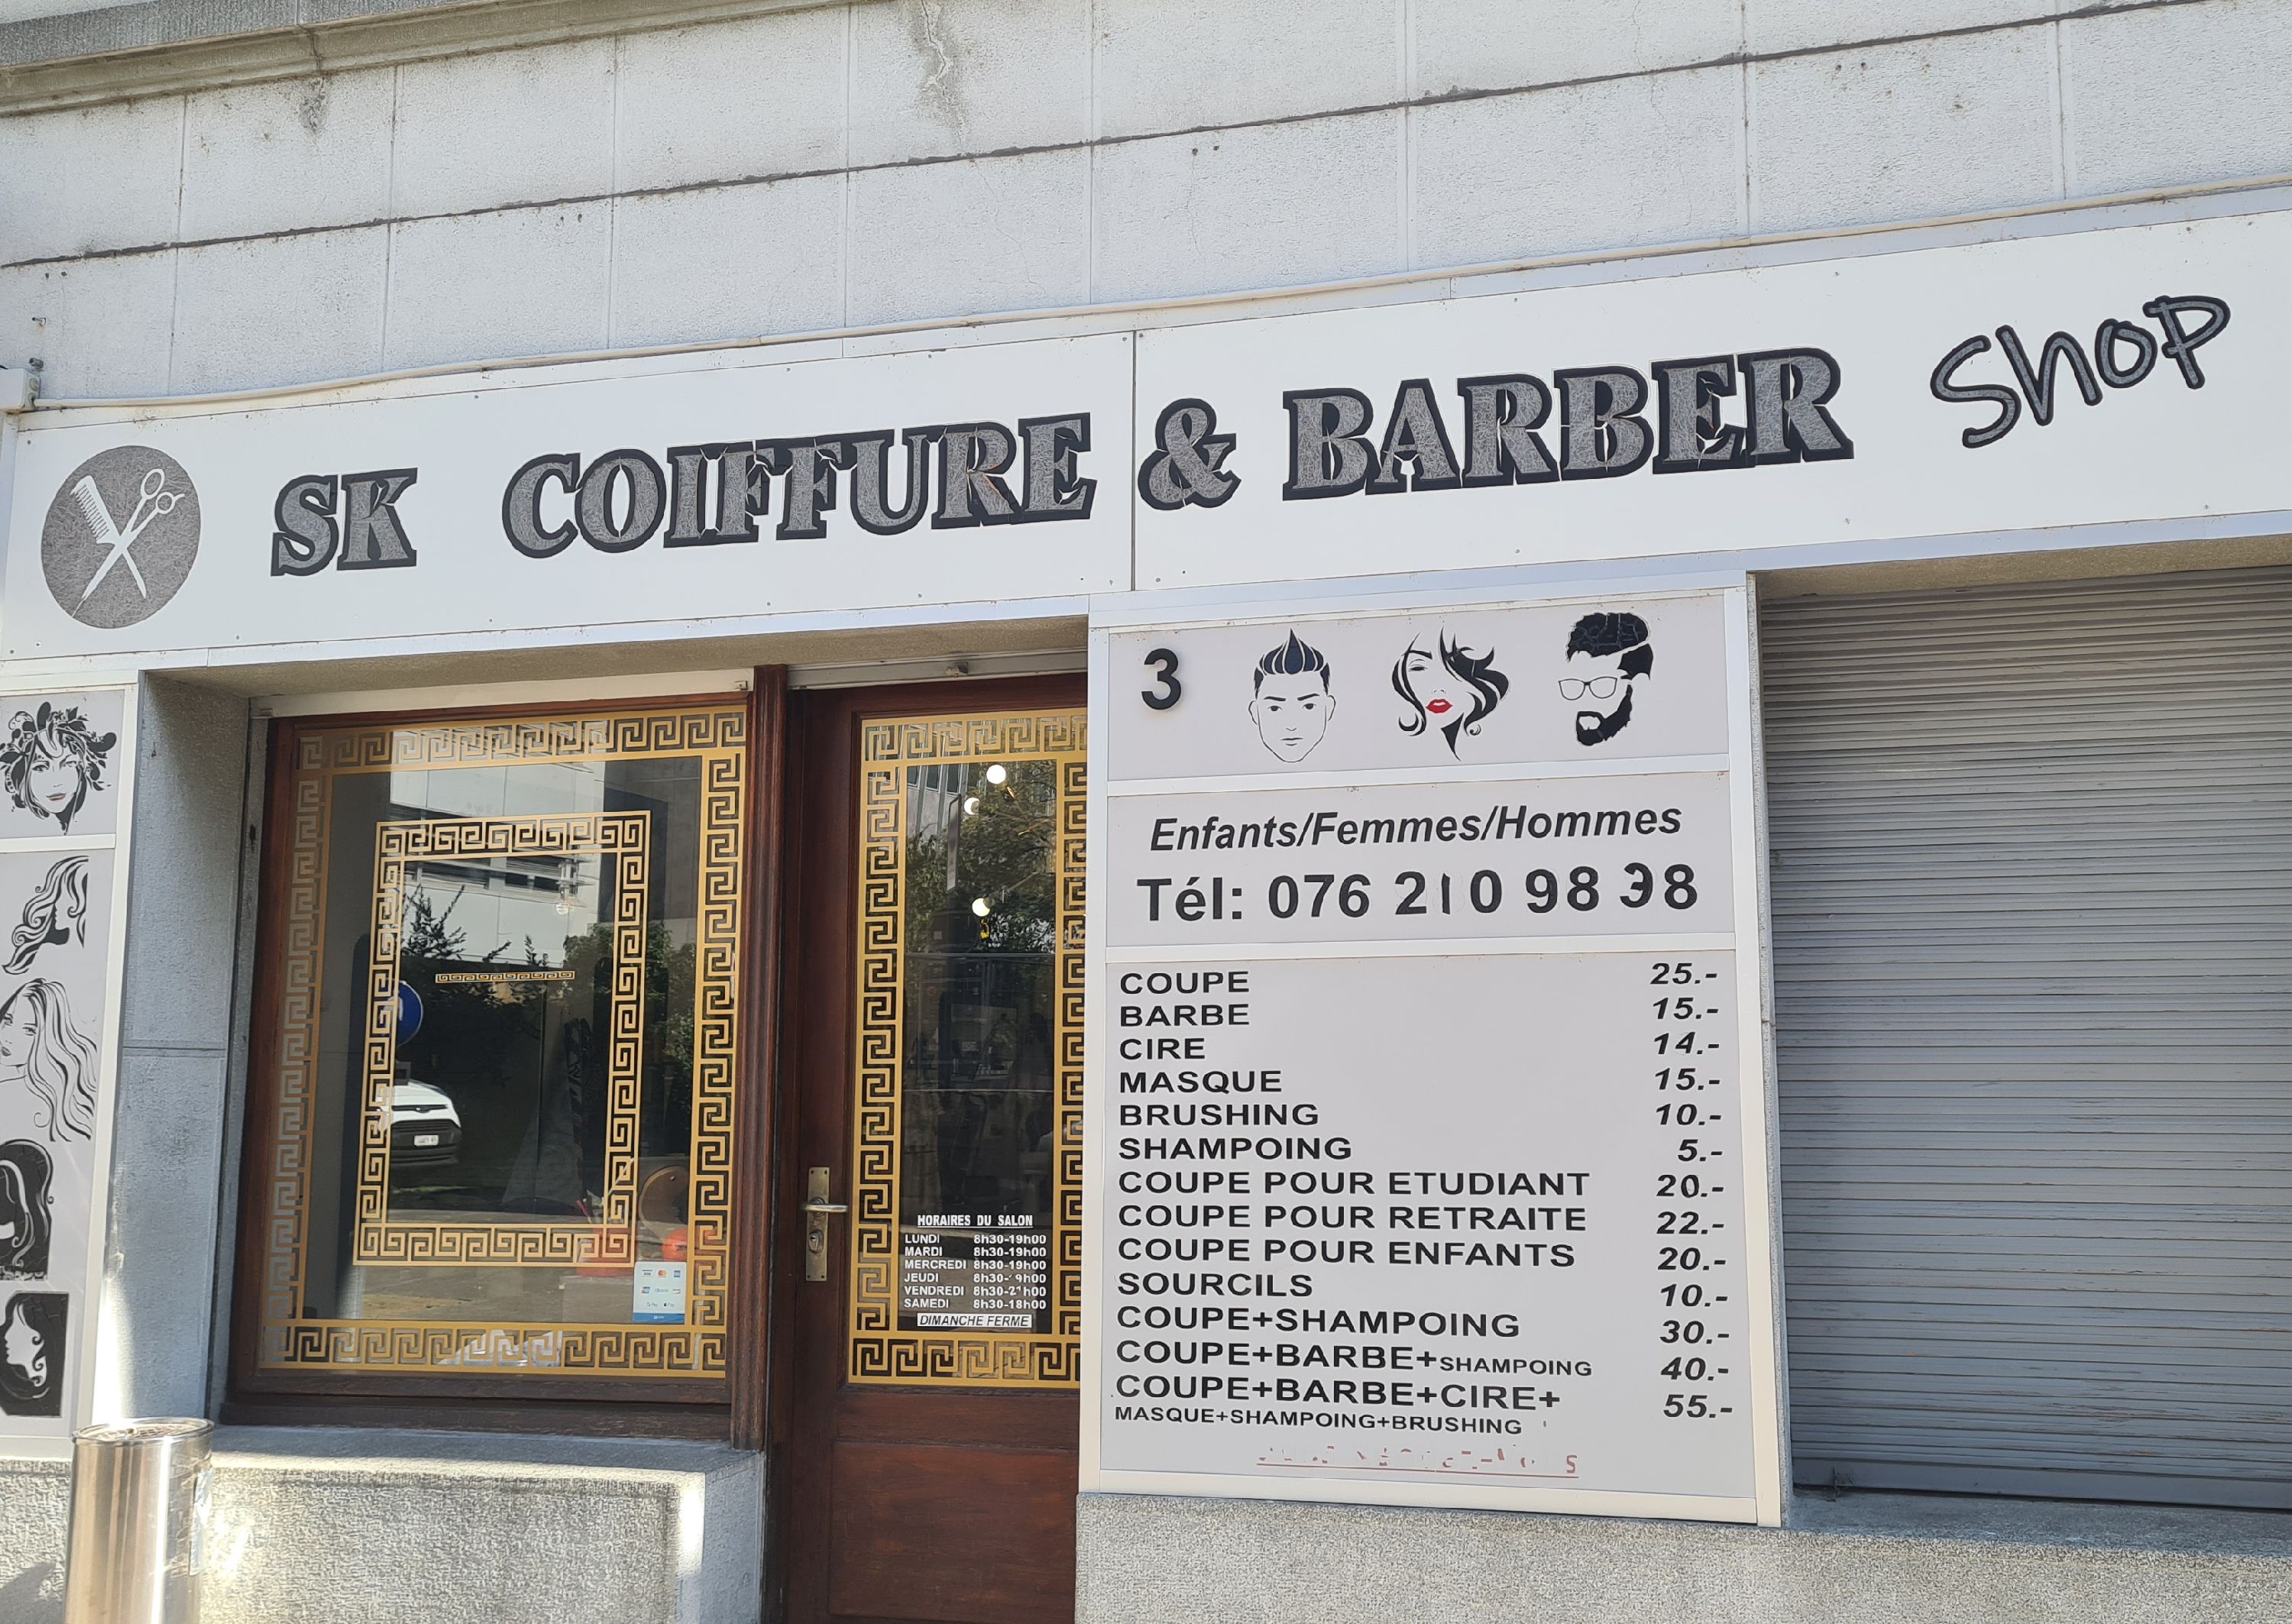 SK COIFFURE & BARBER Shop
3
Enfants/Femmes/Hommes
Tél: 076 210 98 98
COUPE 25.-
BARBE 15.-
CIRE 14.-
MASQUE 15.-
BRUSHING 10.-
SHAMPOING 5.-
COUPE POUR ETUDIANT 20.-
COUPE POUR RETRAITE 22.-
COUPE POUR ENFANTS 20.-
SOURCILS 10.-
COUPE+SHAMPOING 30.-
COUPE+BARBE+SHAMPOING 40.-
COUPE+BARBE+CIRE+ 55.-
MASQUE+SHAMPOING+BRUSHING
HORAIRES DU SALON
LUNDI 8h30-19h00
MARDI 8h30-19h00
MERCREDI 8h30-19h00
JEUDI 8h30-19h00
VENDREDI
SAMEDI 8h30-18h00
DIMANCHE FERME